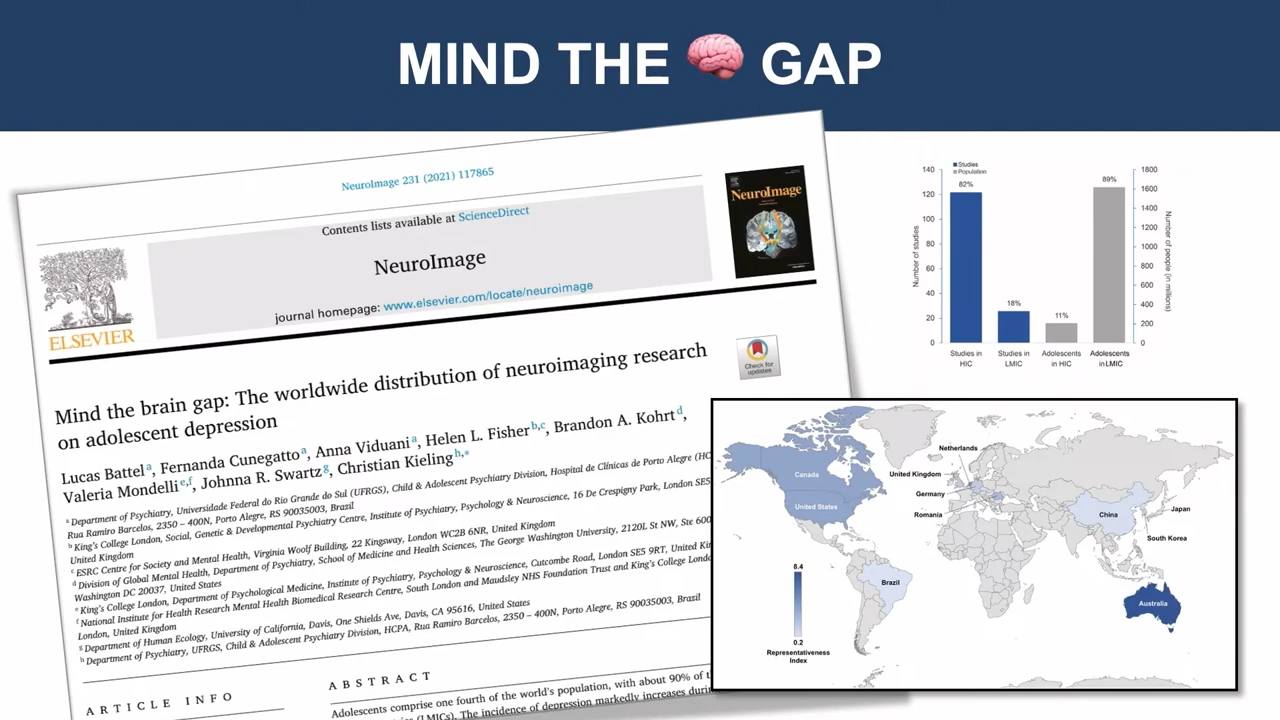 MIND THE GAP
NeuroImage 231 (2021) 117865
Contents lists available at ScienceDirect
NeuroImage
journal homepage: www.elsevier.com/locate/neuroimage
ELSEVIER
NeuroImage
Check for
updates
Mind the brain gap: The worldwide distribution of neuroimaging research
on adolescent depression
Lucas Battel a, Fernanda Cunegatto a, Anna Viduani a, Helen L. Fisher b,c, Brandon A. Kohrt d,
Valeria Mondelli e,f, Johnna R. Swartz g, Christian Kieling h,*
a Department of Psychiatry, Universidade Federal do Rio Grande do Sul (UFRGS), Child & Adolescent Psychiatry Division, Hospital de Clínicas de Porto Alegre (HC
Rua Ramiro Barcelos, 2350 – 400N, Porto Alegre, RS 90035003, Brazil
b King's College London, Social, Genetic & Developmental Psychiatry Centre, Institute of Psychiatry, Psychology & Neuroscience, 16 De Crespigny Park, London SE5
United Kingdom
c ESRC Centre for Society and Mental Health, Virginia Woolf Building, 22 Kingsway, London WC2B 6NR, United Kingdom
d Division of Global Mental Health, Department of Psychiatry, School of Medicine and Health Sciences, The George Washington University, 2120L St NW, Ste 600
Washington DC 20037, United States
e King's College London, Department of Psychological Medicine, Institute of Psychiatry, Psychology & Neuroscience, Cutcombe Road, London SE5 9RT, United Kin
f National Institute for Health Research Mental Health Biomedical Research Centre, South London and Maudsley NHS Foundation Trust and King's College Londo
London, United Kingdom
g Department of Human Ecology, University of California, Davis, One Shields Ave, Davis, CA 95616, United States
h Department of Psychiatry, UFRGS, Child & Adolescent Psychiatry Division, HCPA, Rua Ramiro Barcelos, 2350 – 400N, Porto Alegre, RS 90035003, Brazil
ARTICLE INFO
ABSTRACT
Adolescents comprise one fourth of the world's population, with about 90% of t
(LMICs). The incidence of depression markedly increases durin
Studies
Population
140
120
100
80
60
40
20
0
Number of studies
82%
18%
11%
89%
1800
1600
1400
1200
1000
800
600
400
200
0
Number of people (in millions)
Studies in
HIC
Studies in
LMIC
Adolescents
in HIC
Adolescents
in LMIC
Canada
United States
Netherlands
United Kingdom
Germany
Romania
China
Japan
South Korea
Brazil
Australia
8.4
0.2
Representativeness
Index